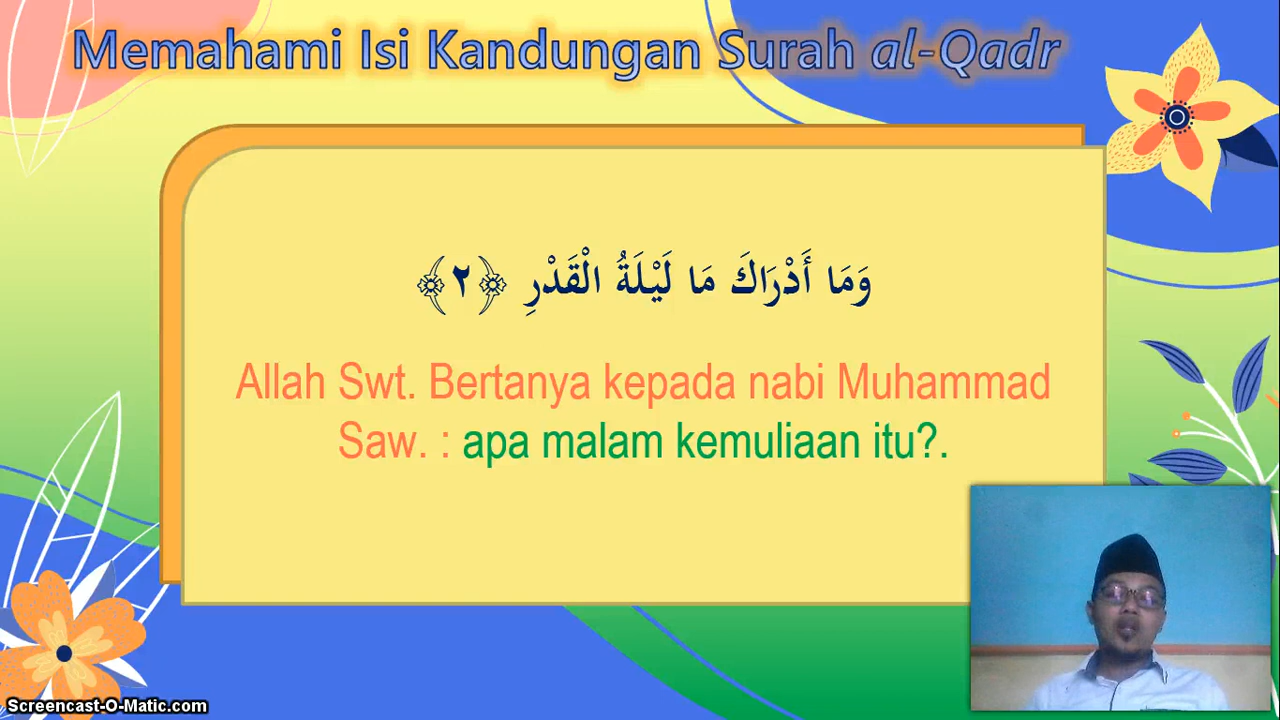 Memahami Isi Kandungan Surah al-Qadr
وَمَا أَدْرَاكَ مَا لَيْلَةُ الْقَدْرِ ﴿٢﴾
Allah Swt. Bertanya kepada nabi Muhammad
Saw. : apa malam kemuliaan itu?.
Screencast-O-Matic.com